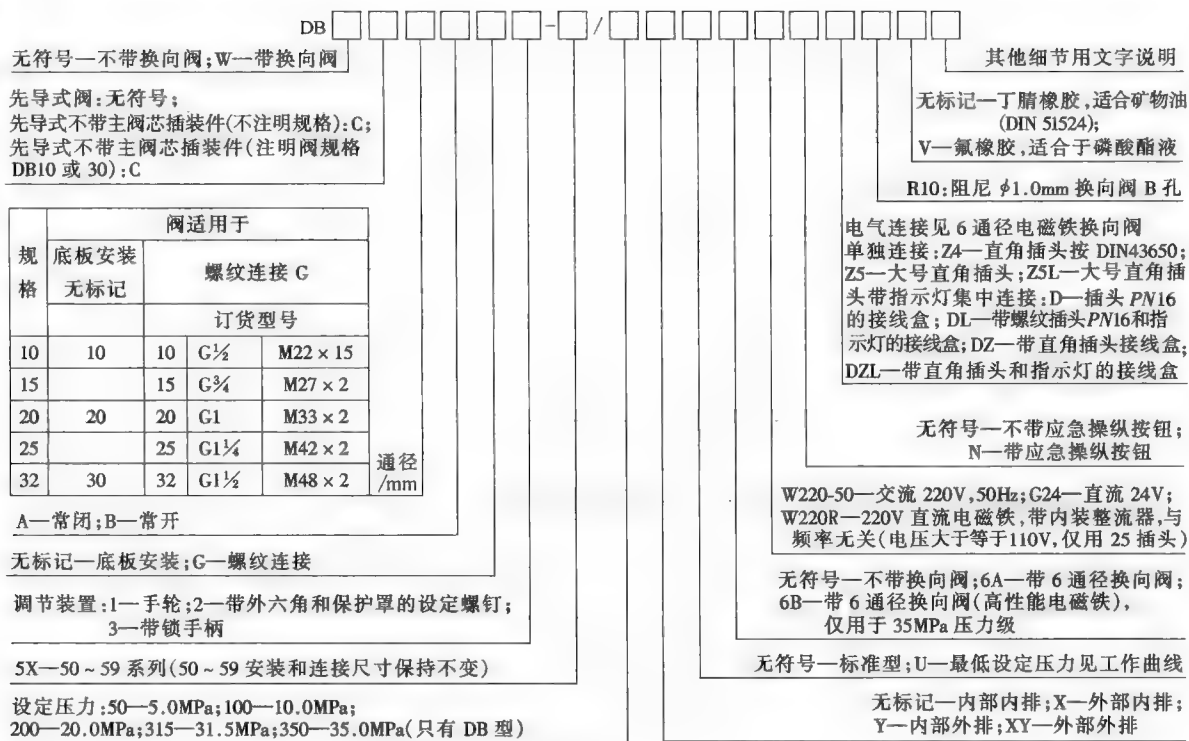 DB□□□□□□-□/□□□□□□□□□□
无符号—不带换向阀;W—带换向阀
先导式阀:无符号;
先导式不带主阀芯插装件(不注明规格):C;
先导式不带主阀芯插装件(注明阀规格
DB10 或 30):C
规格 阀适用于
底板安装 无标记 螺纹连接 G
订货型号
10 10 10 G½ M22 × 15
15 15 G¾ M27 × 2
20 20 20 G1 M33 × 2
25 25 G1¼ M42 × 2
32 30 32 G1½ M48 × 2
通径
/mm
A—常闭;B—常开
无标记—底板安装;G—螺纹连接
调节装置:1—手轮;2—带外六角和保护罩的设定螺钉;
3—带锁手柄
5X—50 ~ 59 系列(50 ~ 59 安装和连接尺寸保持不变)
设定压力:50—5.0MPa;100—10.0MPa;
200—20.0MPa;315—31.5MPa;350—35.0MPa(只有 DB 型)
其他细节用文字说明
无标记—丁腈橡胶,适合矿物油
(DIN 51524);
V—氟橡胶,适合于磷酸酯液
R10:阻尼 ϕ1.0mm 换向阀 B 孔
电气连接见 6 通径电磁铁换向阀
单独连接:Z4—直角插头按 DIN43650;
Z5—大号直角插头;Z5L—大号直角插
头带指示灯集中连接:D—插头 PN16
的接线盒; DL—带螺纹插头PN16和指
示灯的接线盒;DZ—带直角插头接线盒;
DZL—带直角插头和指示灯的接线盒
无符号—不带应急操纵按钮;
N—带应急操纵按钮
W220-50—交流 220V,50Hz;G24—直流 24V;
W220R—220V 直流电磁铁,带内装整流器,与
频率无关(电压大于等于110V,仅用 25 插头)
无符号—不带换向阀;6A—带 6 通径换向阀;
6B—带 6 通径换向阀(高性能电磁铁),
仅用于 35MPa 压力级
无符号—标准型;U—最低设定压力见工作曲线
无标记—内部内排;X—外部内排;
Y—内部外排;XY—外部外排